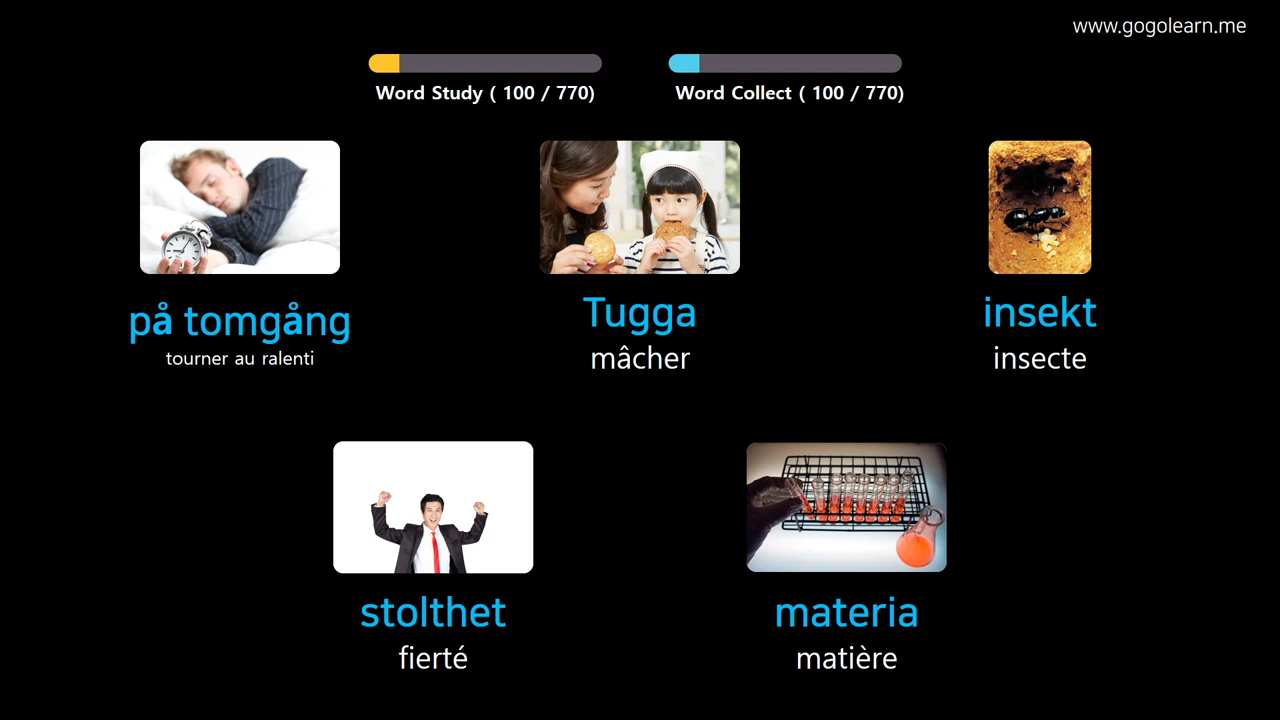 www.gogolearn.me
Word Study ( 100 / 770)
Word Collect ( 100 / 770)
på tomgång
tourner au ralenti
Tugga
mâcher
insekt
insecte
stolthet
fierté
materia
matière